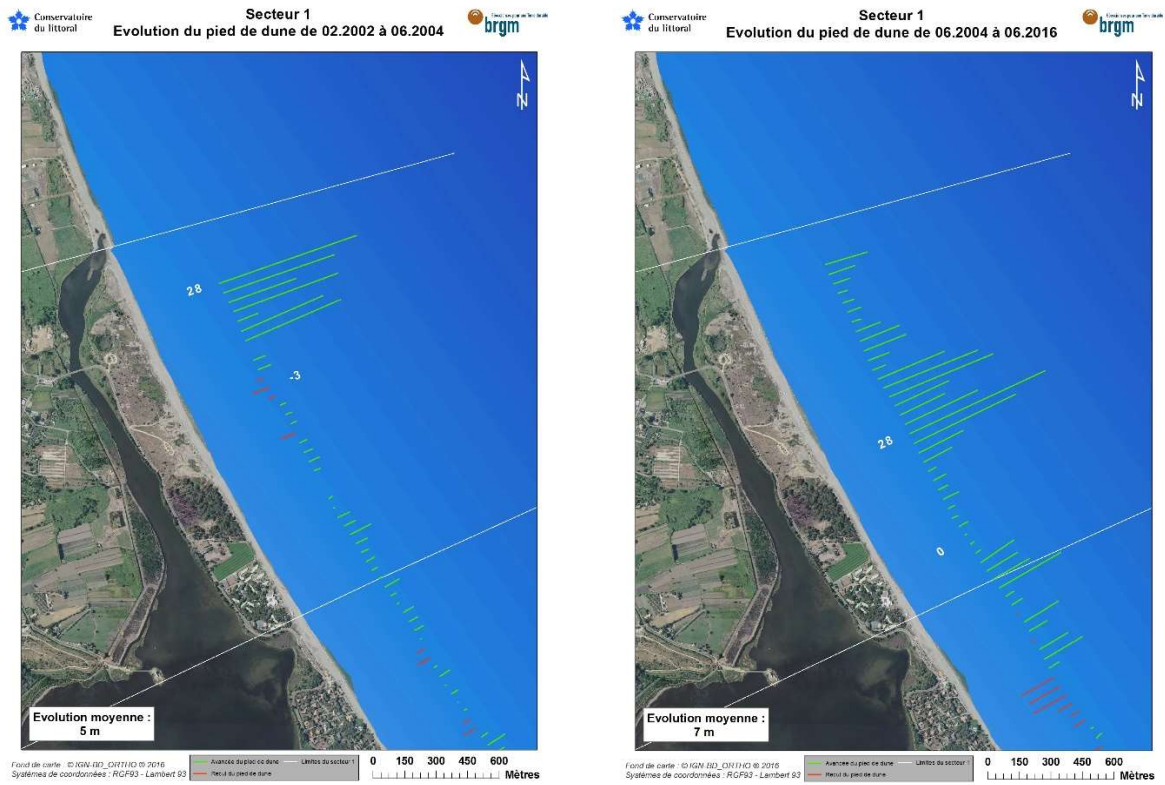 Conservatoire
du littoral
Secteur 1
Evolution du pied de dune de 02.2002 à 06.2004
brgm
28
-3
Evolution moyenne :
5 m
Fond de carte : © IGN-BD_ORTHO ® 2016
Systèmes de coordonnées : RGF93 - Lambert 93
Avancée du pied de dune
Limites du secteur 1
Recul du pied de dune
0 150 300 450 600
Mètres
Conservatoire
du littoral
Secteur 1
Evolution du pied de dune de 06.2004 à 06.2016
brgm
28
0
Evolution moyenne :
7 m
Fond de carte : © IGN-BD_ORTHO ® 2016
Systèmes de coordonnées : RGF93 - Lambert 93
Avancée du pied de dune
Limites du secteur 1
Recul du pied de dune
0 150 300 450 600
Mètres